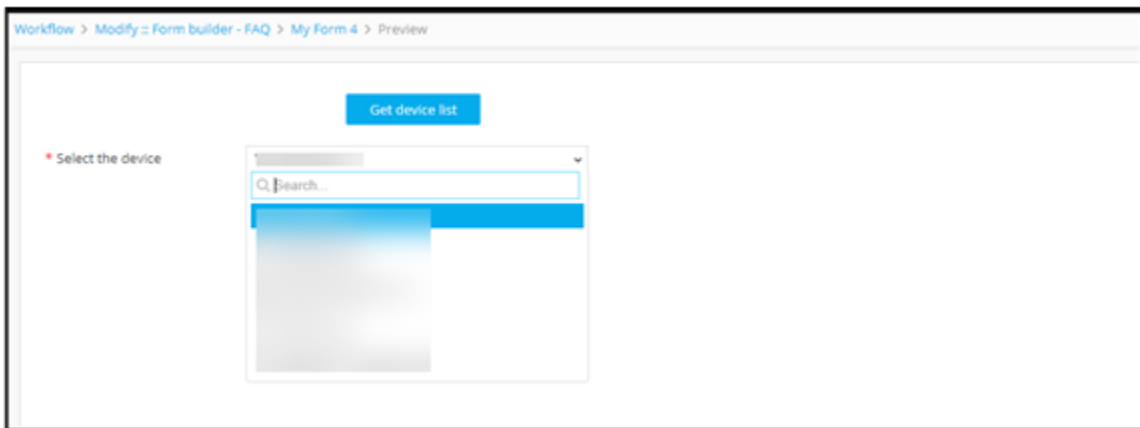 Workflow > Modify :: Form builder - FAQ > My Form 4 > Preview
Get device list
* Select the device
Search...